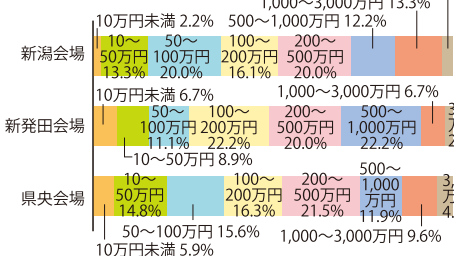 1,000〜3,000万円 13.3%
10万円未満 2.2%
500〜1,000万円 12.2%
新潟会場
10〜
50万円
13.3%
50〜
100万円
20.0%
100〜
200万円
16.1%
200〜
500万円
20.0%
10万円未満 6.7%
1,000〜3,000万円 6.7%
新発田会場
50〜
100万円
11.1%
100〜
200万円
22.2%
200〜
500万円
20.0%
500〜
1,000万円
22.2%
10〜50万円 8.9%
県央会場
10〜
50万円
14.8%
100〜
200万円
16.3%
200〜
500万円
21.5%
500〜
1,000
万円
11.9%
50〜100万円 15.6%
1,000〜3,000万円 9.6%
10万円未満 5.9%